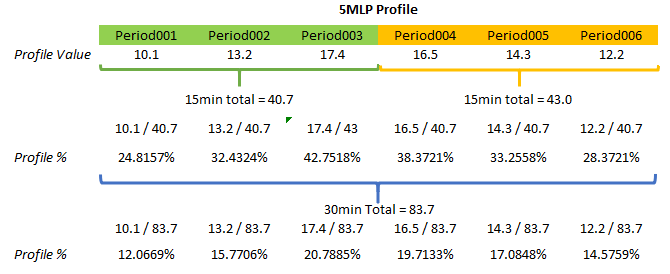 5MLP Profile
Period001 Period002 Period003 Period004 Period005 Period006
Profile Value 10.1 13.2 17.4 16.5 14.3 12.2
15min total = 40.7 15min total = 43.0
10.1 / 40.7 13.2 / 40.7 17.4 / 43 16.5 / 40.7 14.3 / 40.7 12.2 / 40.7
Profile % 24.8157% 32.4324% 42.7518% 38.3721% 33.2558% 28.3721%
30min Total = 83.7
10.1 / 83.7 13.2 / 83.7 17.4 / 83.7 16.5 / 83.7 14.3 / 83.7 12.2 / 83.7
Profile % 12.0669% 15.7706% 20.7885% 19.7133% 17.0848% 14.5759%